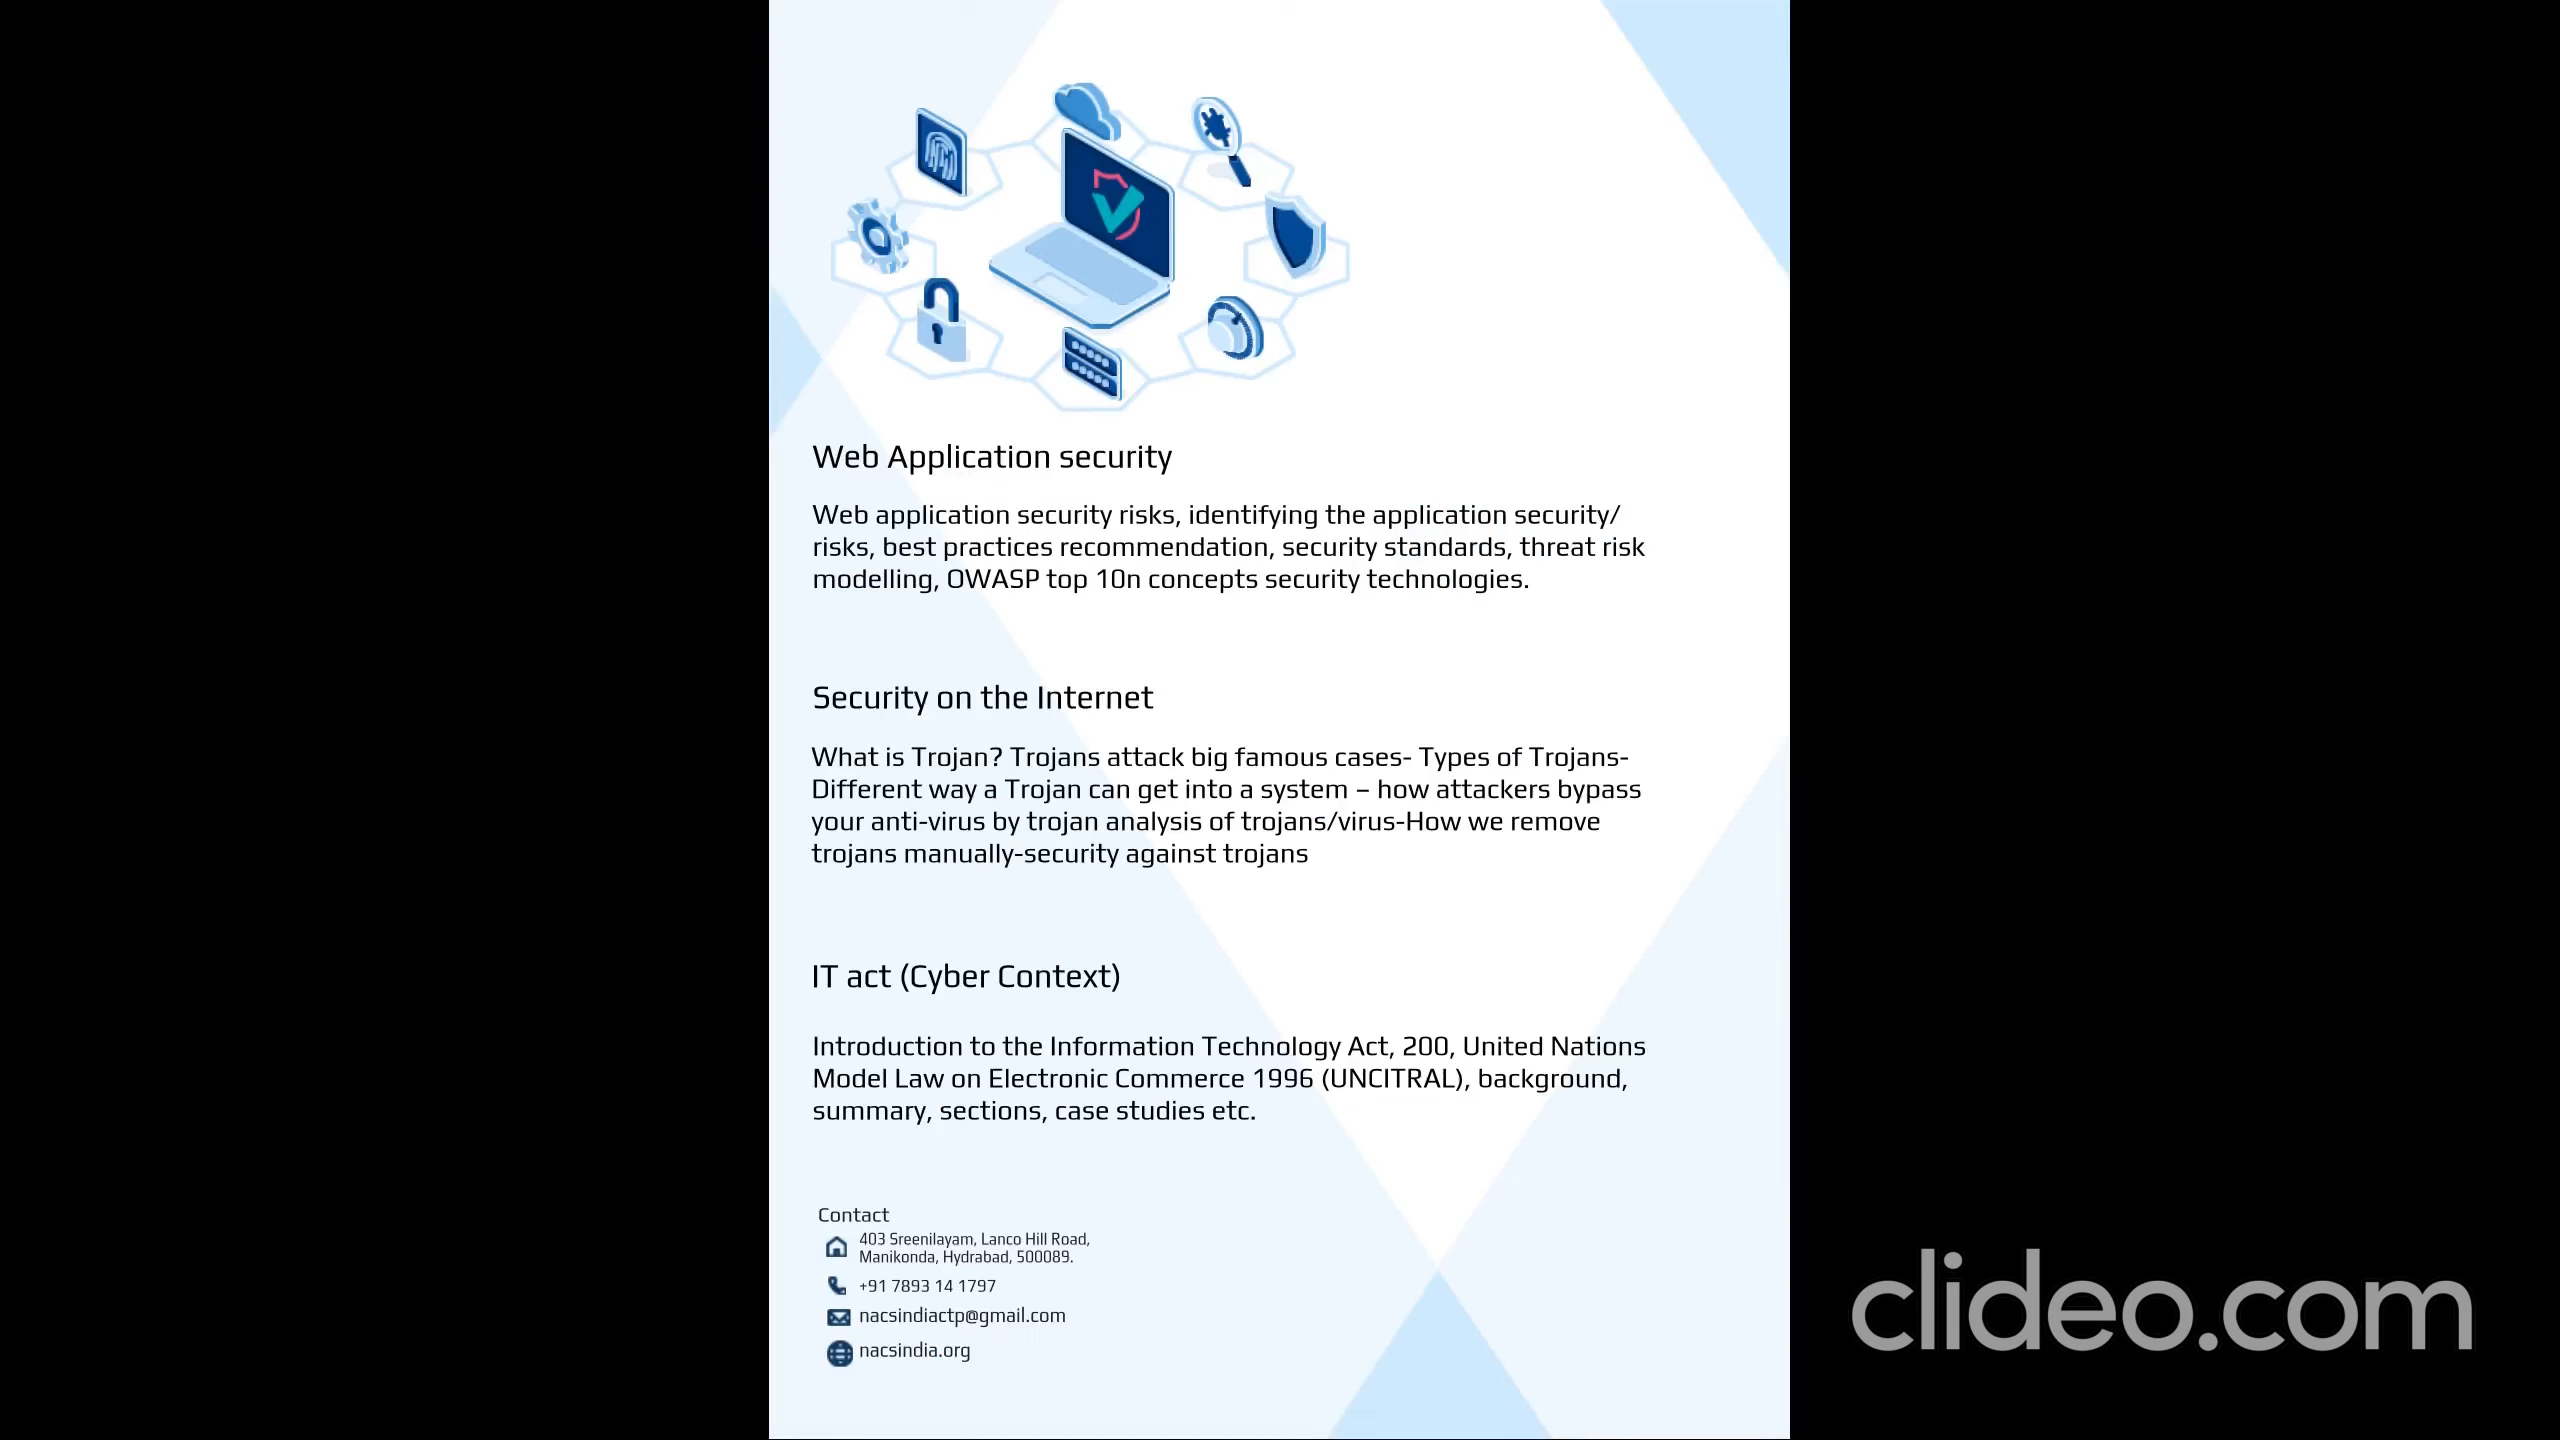 Web Application security
Web application security risks, identifying the application security/
risks, best practices recommendation, security standards, threat risk
modelling, OWASP top 10n concepts security technologies.
Security on the Internet
What is Trojan? Trojans attack big famous cases- Types of Trojans-
Different way a Trojan can get into a system – how attackers bypass
your anti-virus by trojan analysis of trojans/virus-How we remove
trojans manually-security against trojans
IT act (Cyber Context)
Introduction to the Information Technology Act, 200, United Nations
Model Law on Electronic Commerce 1996 (UNCITRAL), background,
summary, sections, case studies etc.
Contact
403 Sreenilayam, Lanco Hill Road,
Manikonda, Hydrabad, 500089.
+91 7893 14 1797
nacsindiactp@gmail.com
nacsindia.org
clideo.com